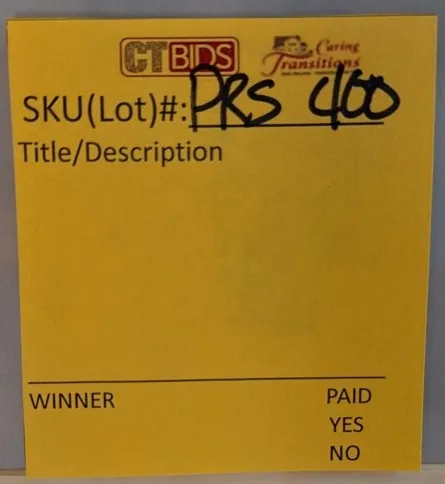 CTBIDS Caring Transitions
SKU(Lot)#: PRS 400
Title/Description
WINNER PAID
YES
NO